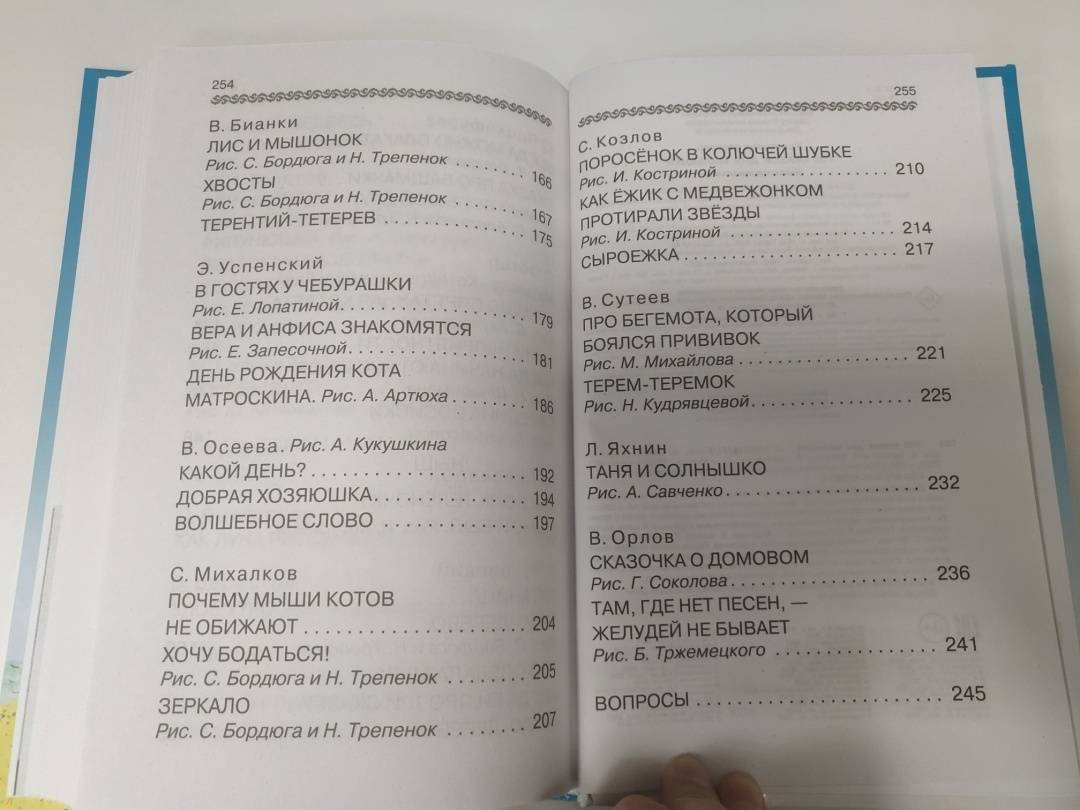 254
В. Бианки
ЛИС И МЫШОНОК
Рис. С. Бордюга и Н. Трепенок . . . . . . . . . 166
ХВОСТЫ
Рис. С. Бордюга и Н. Трепенок . . . . . . . . . 167
ТЕРЕНТИЙ-ТЕТЕРЕВ . . . . . . . . . . . . . . . 175
Э. Успенский
В ГОСТЯХ У ЧЕБУРАШКИ
Рис. Е. Лопатиной. . . . . . . . . . . . . . . . . . . 179
ВЕРА И АНФИСА ЗНАКОМЯТСЯ
Рис. Е. Запесочной. . . . . . . . . . . . . . . . . . 181
ДЕНЬ РОЖДЕНИЯ КОТА
МАТРОСКИНА. Рис. А. Артюха . . . . . . . . . 186
В. Осеева. Рис. А. Кукушкина
КАКОЙ ДЕНЬ? . . . . . . . . . . . . . . . . . . . . . 192
ДОБРАЯ ХОЗЯЮШКА. . . . . . . . . . . . . . . . 194
ВОЛШЕБНОЕ СЛОВО . . . . . . . . . . . . . . . 197
С. Михалков
ПОЧЕМУ МЫШИ КОТОВ
НЕ ОБИЖАЮТ . . . . . . . . . . . . . . . . . . . . . 204
ХОЧУ БОДАТЬСЯ!
Рис. С. Бордюга и Н. Трепенок . . . . . . . . 205
ЗЕРКАЛО
Рис. С. Бордюга и Н. Трепенок . . . . . . . . 207
255
С. Козлов
ПОРОСЁНОК В КОЛЮЧЕЙ ШУБКЕ
Рис. И. Костриной . . . . . . . . . . . . . . . 210
КАК ЁЖИК С МЕДВЕЖОНКОМ
ПРОТИРАЛИ ЗВЁЗДЫ
Рис. И. Костриной . . . . . . . . . . . . . . . 214
СЫРОЕЖКА . . . . . . . . . . . . . . . . . . . . . 217
В. Сутеев
ПРО БЕГЕМОТА, КОТОРЫЙ
БОЯЛСЯ ПРИВИВОК
Рис. М. Михайлова . . . . . . . . . . . . . . . 221
ТЕРЕМ-ТЕРЕМОК
Рис. Н. Кудрявцевой. . . . . . . . . . . . . . . 225
Л. Яхнин
ТАНЯ И СОЛНЫШКО
Рис. А. Савченко . . . . . . . . . . . . . . . . . 232
В. Орлов
СКАЗОЧКА О ДОМОВОМ
Рис. Г. Соколова . . . . . . . . . . . . . . . . . . 236
ТАМ, ГДЕ НЕТ ПЕСЕН, —
ЖЕЛУДЕЙ НЕ БЫВАЕТ
Рис. Б. Тржемецкого . . . . . . . . . . . . . . 241
ВОПРОСЫ . . . . . . . . . . . . . . . . . . . . . . 245